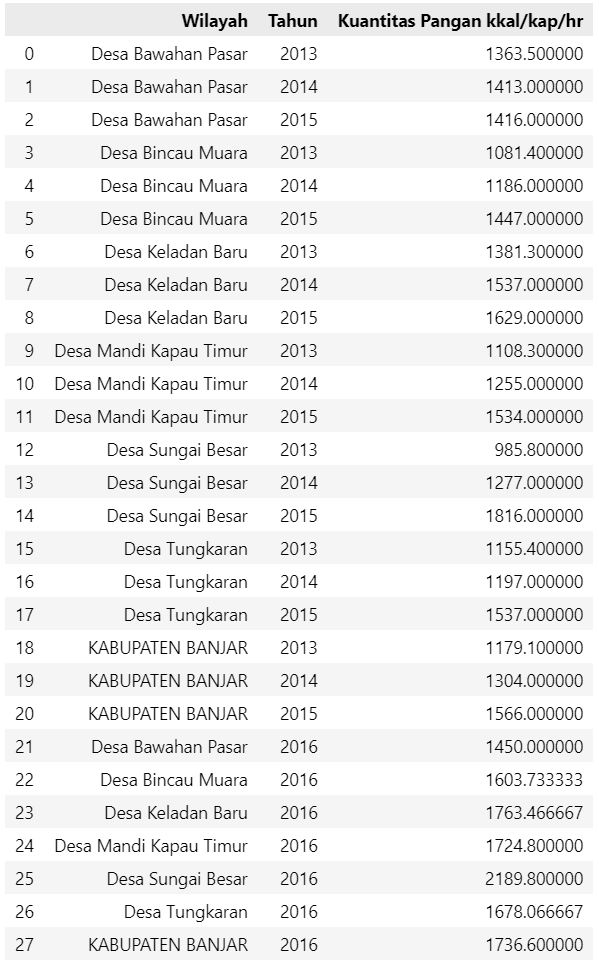 Wilayah Tahun Kuantitas Pangan kkal/kap/hr
0 Desa Bawahan Pasar 2013 1363.500000
1 Desa Bawahan Pasar 2014 1413.000000
2 Desa Bawahan Pasar 2015 1416.000000
3 Desa Bincau Muara 2013 1081.400000
4 Desa Bincau Muara 2014 1186.000000
5 Desa Bincau Muara 2015 1447.000000
6 Desa Keladan Baru 2013 1381.300000
7 Desa Keladan Baru 2014 1537.000000
8 Desa Keladan Baru 2015 1629.000000
9 Desa Mandi Kapau Timur 2013 1108.300000
10 Desa Mandi Kapau Timur 2014 1255.000000
11 Desa Mandi Kapau Timur 2015 1534.000000
12 Desa Sungai Besar 2013 985.800000
13 Desa Sungai Besar 2014 1277.000000
14 Desa Sungai Besar 2015 1816.000000
15 Desa Tungkaran 2013 1155.400000
16 Desa Tungkaran 2014 1197.000000
17 Desa Tungkaran 2015 1537.000000
18 KABUPATEN BANJAR 2013 1179.100000
19 KABUPATEN BANJAR 2014 1304.000000
20 KABUPATEN BANJAR 2015 1566.000000
21 Desa Bawahan Pasar 2016 1450.000000
22 Desa Bincau Muara 2016 1603.733333
23 Desa Keladan Baru 2016 1763.466667
24 Desa Mandi Kapau Timur 2016 1724.800000
25 Desa Sungai Besar 2016 2189.800000
26 Desa Tungkaran 2016 1678.066667
27 KABUPATEN BANJAR 2016 1736.600000